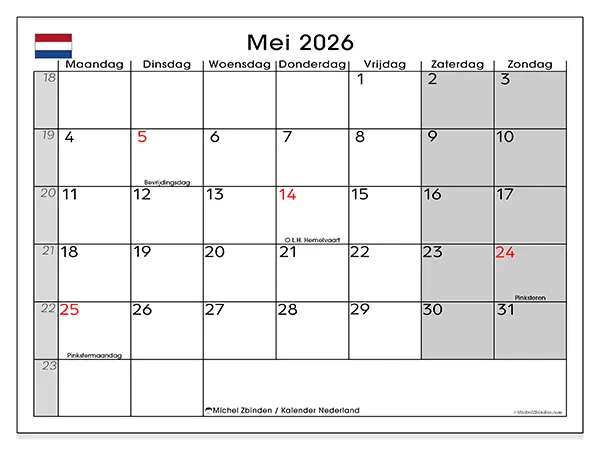 Mei 2026
Maandag Dinsdag Woensdag Donderdag Vrijdag Zaterdag Zondag
18 1 2 3
19 4 5 6 7 8 9 10
Bevrijdingsdag
20 11 12 13 14 15 16 17
O.L.H. Hemelvaart
21 18 19 20 21 22 23 24
Pinksteren
22 25 26 27 28 29 30 31
Pinkstermaandag
23
Michel Zbinden / Kalender Nederland
© MichelZbinden.com